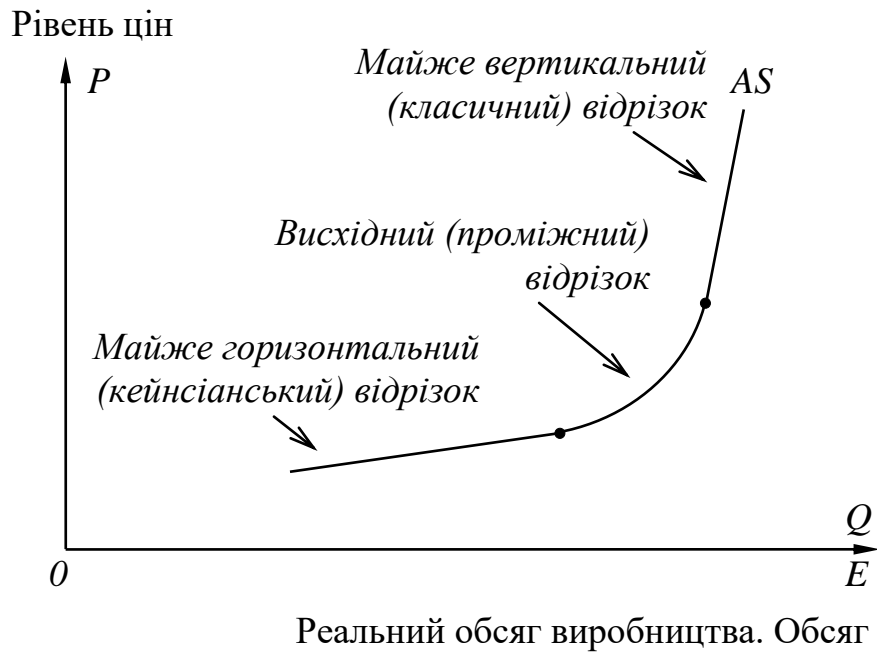 Рівень цін
P
Майже вертикальний
(класичний) відрізок
AS
Висхідний (проміжний)
відрізок
Майже горизонтальний
(кейнсіанський) відрізок
Q
0
E
Реальний обсяг виробництва. Обсяг